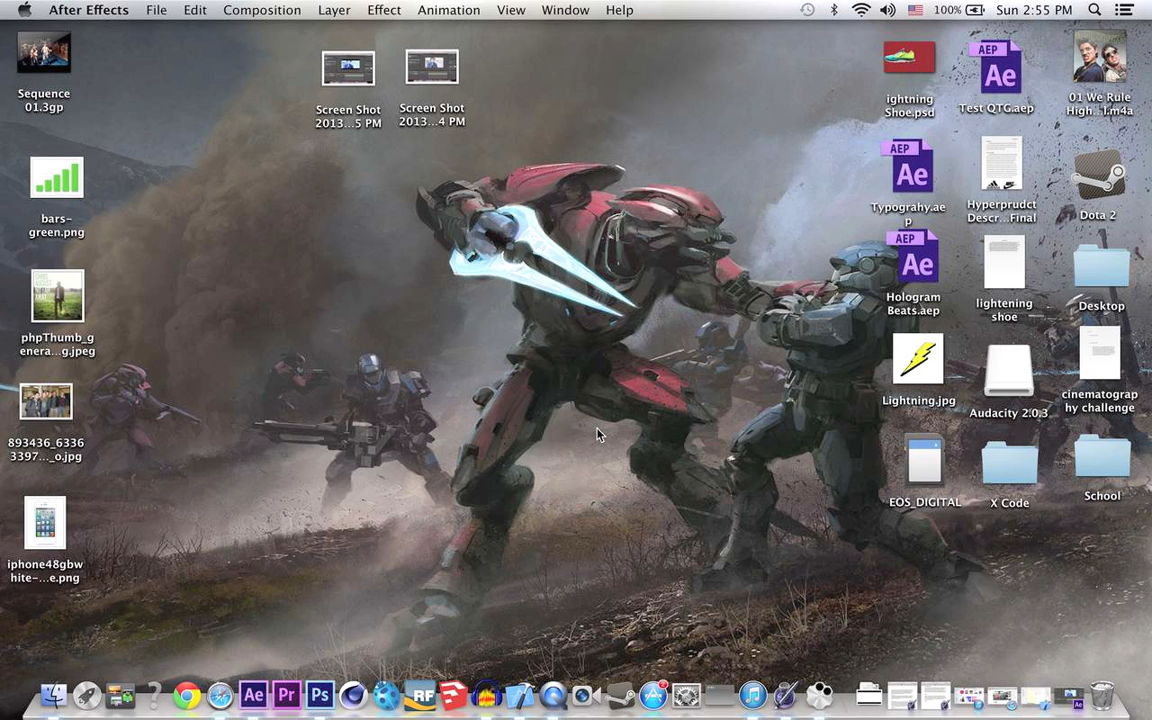 After Effects File Edit Composition Layer Effect Animation View Window Help 100% Sun 2:55 PM
Sequence
01.3gp
Screen Shot
2013...5 PM
Screen Shot
2013...4 PM
ightning
Shoe.psd
AEP
Ae
Test QTG.aep
01 We Rule
High...l.m4a
bars-
green.png
AEP
Ae
Typograhy.ae
p
Hyperprudct
Descr...Final
Dota 2
AEP
Ae
Hologram
Beats.aep
lightening
shoe
Desktop
phpThumb_g
enera...g.jpeg
Lightning.jpg
Audacity 2.0.3
cinematograp
hy challenge
893436_6336
3397..._o.jpg
EOS_DIGITAL
X Code
School
iphone48gbw
hite-...e.png
? Ae Pr Ps RF